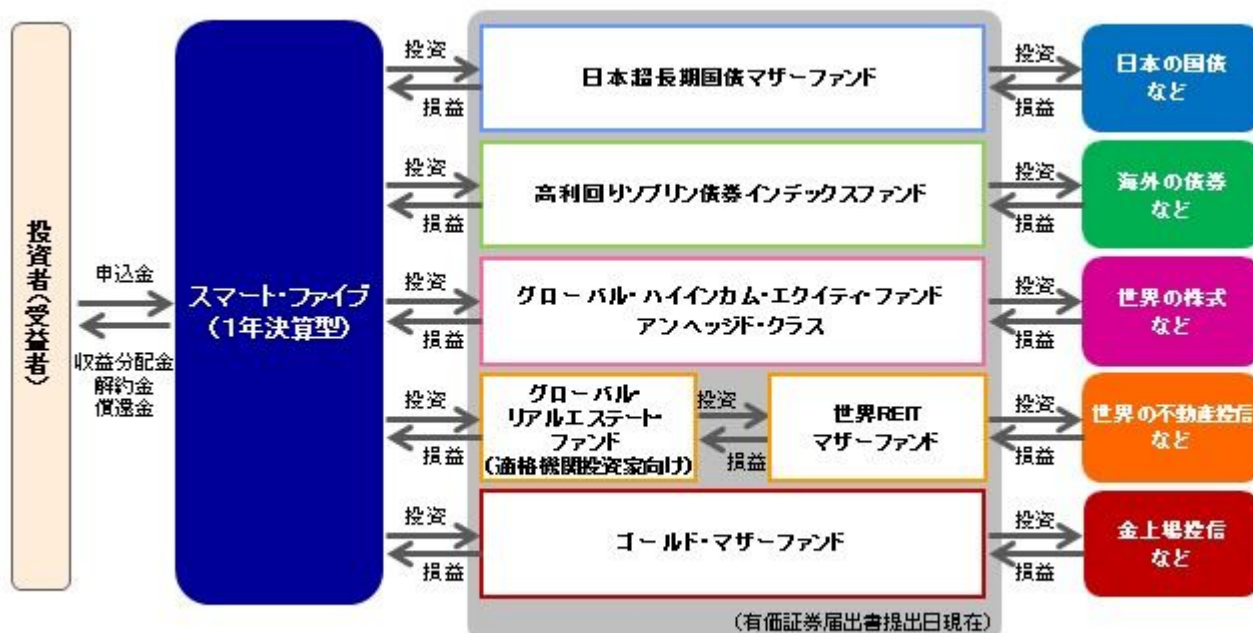 投資者(受益者)
申込金
収益分配金
解約金
償還金
スマート・ファイブ
(1年決算型)
投資
損益
日本超長期国債マザーファンド
投資
損益
日本の国債
など
投資
損益
高利回りソブリン債券インデックスファンド
投資
損益
海外の債券
など
投資
損益
グローバル・ハイインカム・エクイティ・ファンド
アンヘッジド・クラス
投資
損益
世界の株式
など
投資
損益
グローバル・
リアルエステート・
ファンド
(適格機関投資家向け)
投資
損益
世界REIT
マザーファンド
投資
損益
世界の不動産投信
など
投資
損益
ゴールド・マザーファンド
投資
損益
金上場投信
など
(有価証券届出書提出日現在)